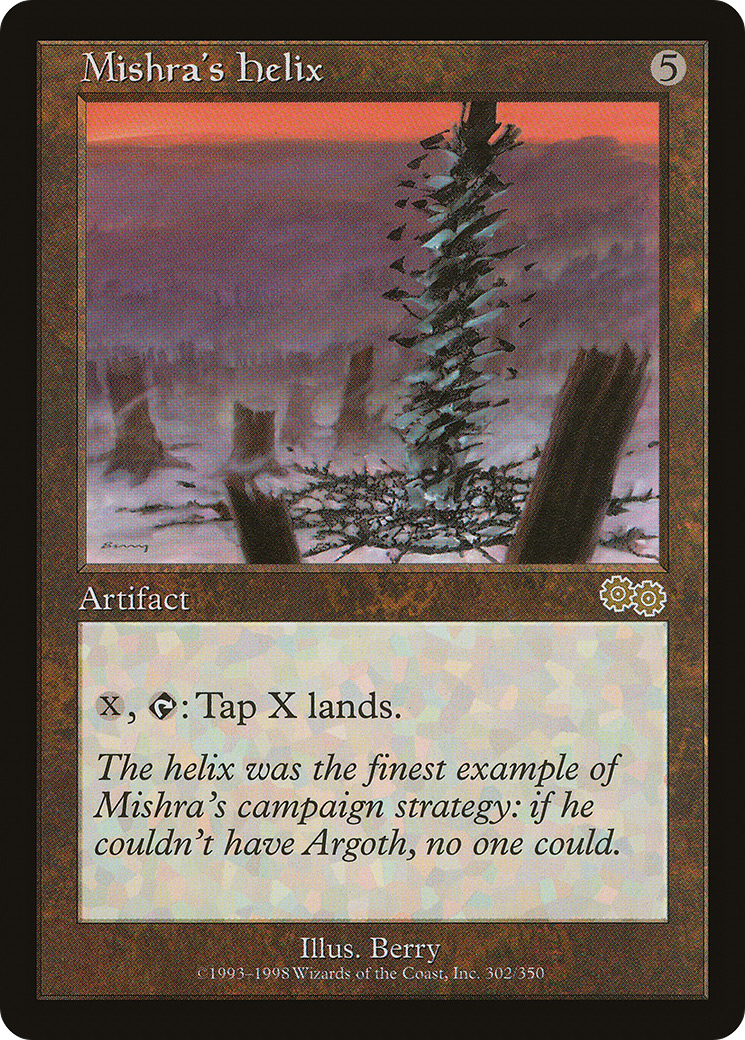 Mishra's helix
5
Berry
Artifact
X, : Tap X lands.
The helix was the finest example of
Mishra's campaign strategy: if he
couldn't have Argoth, no one could.
Illus. Berry
©1993–1998 Wizards of the Coast, Inc. 302/350